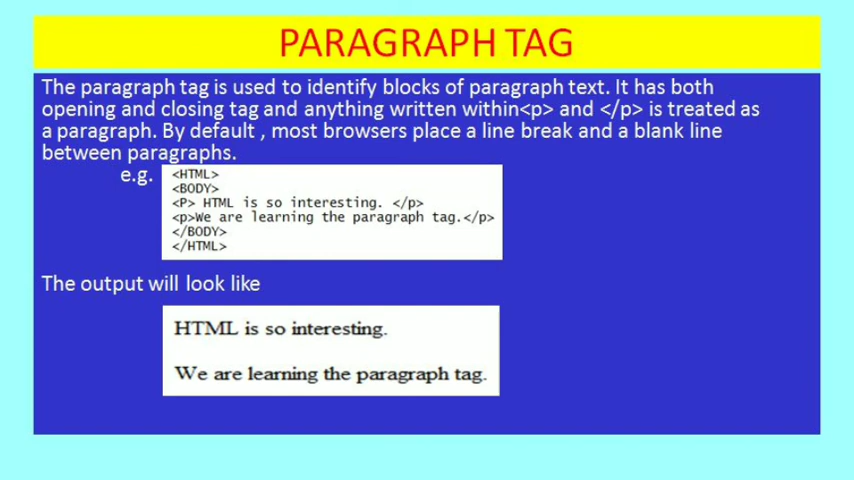 PARAGRAPH TAG
The paragraph tag is used to identify blocks of paragraph text. It has both
opening and closing tag and anything written within<p> and </p> is treated as
a paragraph. By default , most browsers place a line break and a blank line
between paragraphs.
e.g.
<HTML>
<BODY>
<P> HTML is so interesting. </p>
<p>We are learning the paragraph tag.</p>
</BODY>
</HTML>
The output will look like
HTML is so interesting.
We are learning the paragraph tag.